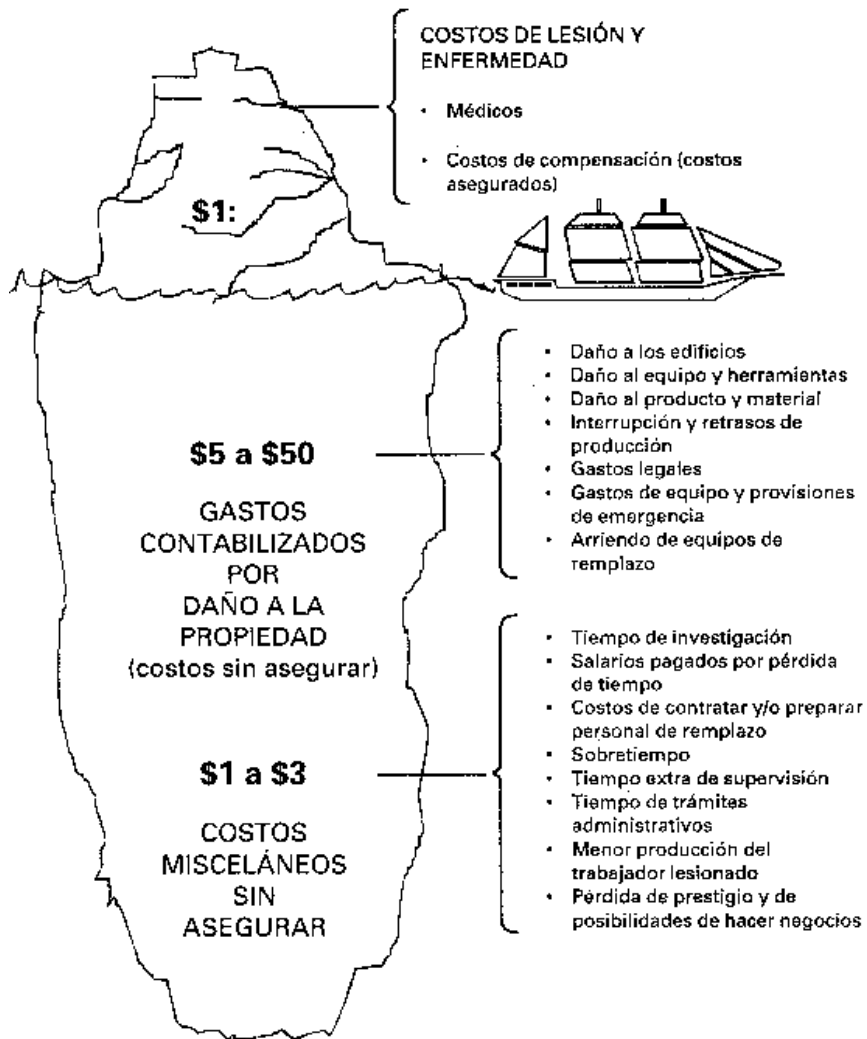 COSTOS DE LESIÓN Y
ENFERMEDAD
• Médicos
• Costos de compensación (costos
asegurados)
$1:
• Daño a los edificios
• Daño al equipo y herramientas
• Daño al producto y material
• Interrupción y retrasos de
producción
• Gastos legales
• Gastos de equipo y provisiones
de emergencia
• Arriendo de equipos de
remplazo
$5 a $50
GASTOS
CONTABILIZADOS
POR
DAÑO A LA
PROPIEDAD
(costos sin asegurar)
• Tiempo de investigación
• Salarios pagados por pérdida
de tiempo
• Costos de contratar y/o preparar
personal de remplazo
• Sobretiempo
• Tiempo extra de supervisión
• Tiempo de trámites
administrativos
• Menor producción del
trabajador lesionado
• Pérdida de prestigio y de
posibilidades de hacer negocios
$1 a $3
COSTOS
MISCELÁNEOS
SIN
ASEGURAR